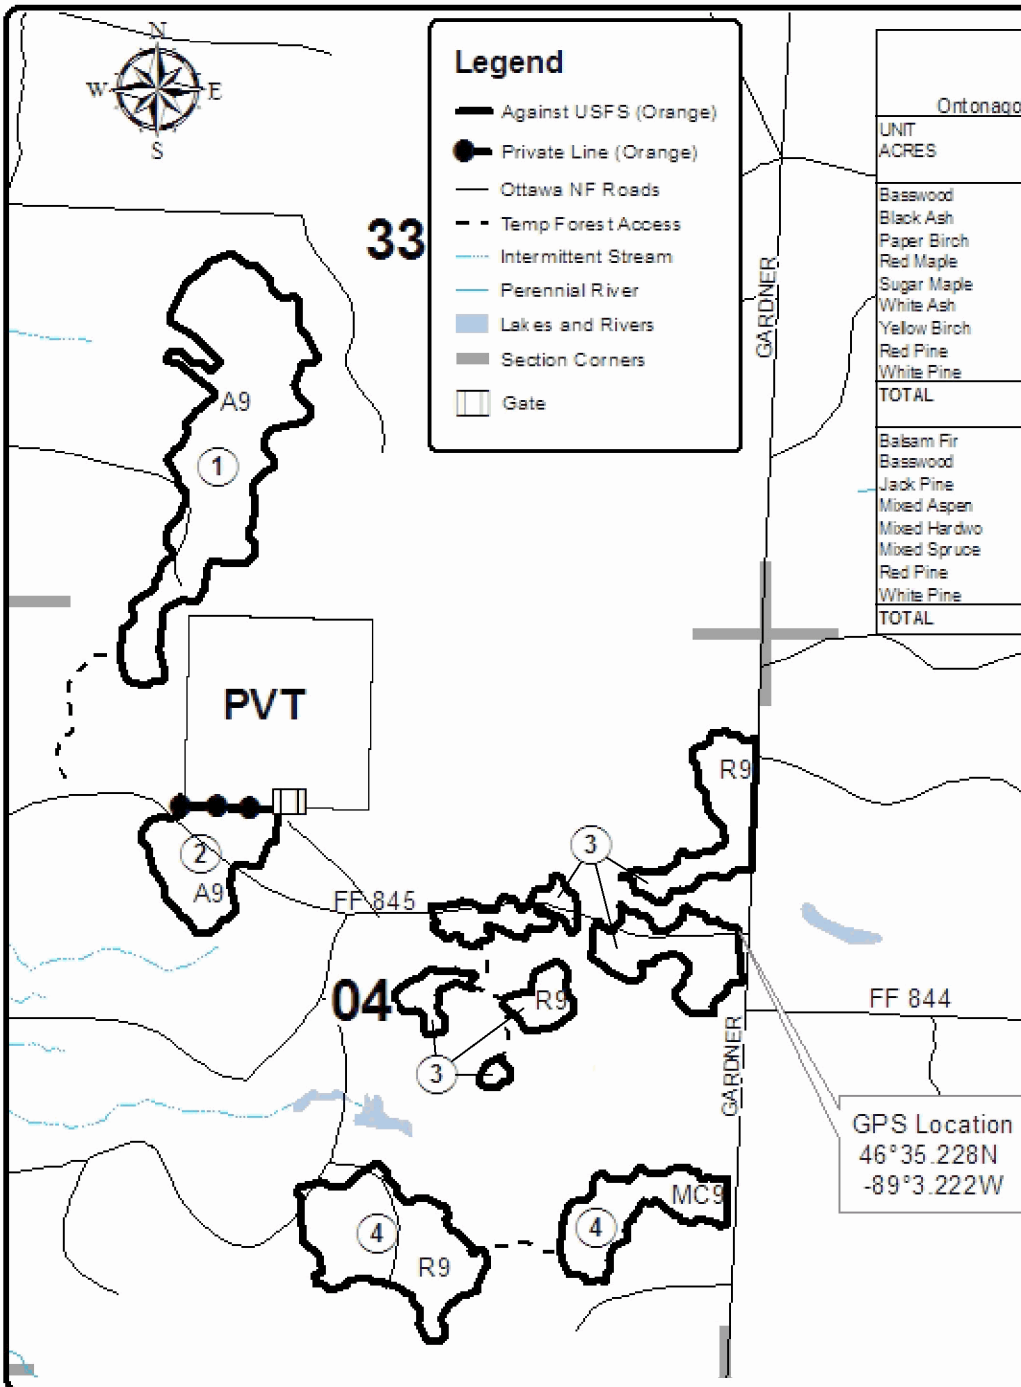 N
W
E
S
Legend
Against USFS (Orange)
Private Line (Orange)
Ottawa NF Roads
Temp Forest Access
Intermittent Stream
Perennial River
Lakes and Rivers
Section Corners
Gate
33
GARDNER
Ontonago
UNIT
ACRES
Basswood
Black Ash
Paper Birch
Red Maple
Sugar Maple
White Ash
Yellow Birch
Red Pine
White Pine
TOTAL
Balsam Fir
Basswood
Jack Pine
Mixed Aspen
Mixed Hardwo
Mixed Spruce
Red Pine
White Pine
TOTAL
A9
1
PVT
R9
2
A9
3
FF 845
04
R9
3
FF 844
GARDNER
GPS Location
46°35.228N
-89°3.222W
4
R9
4
MC9